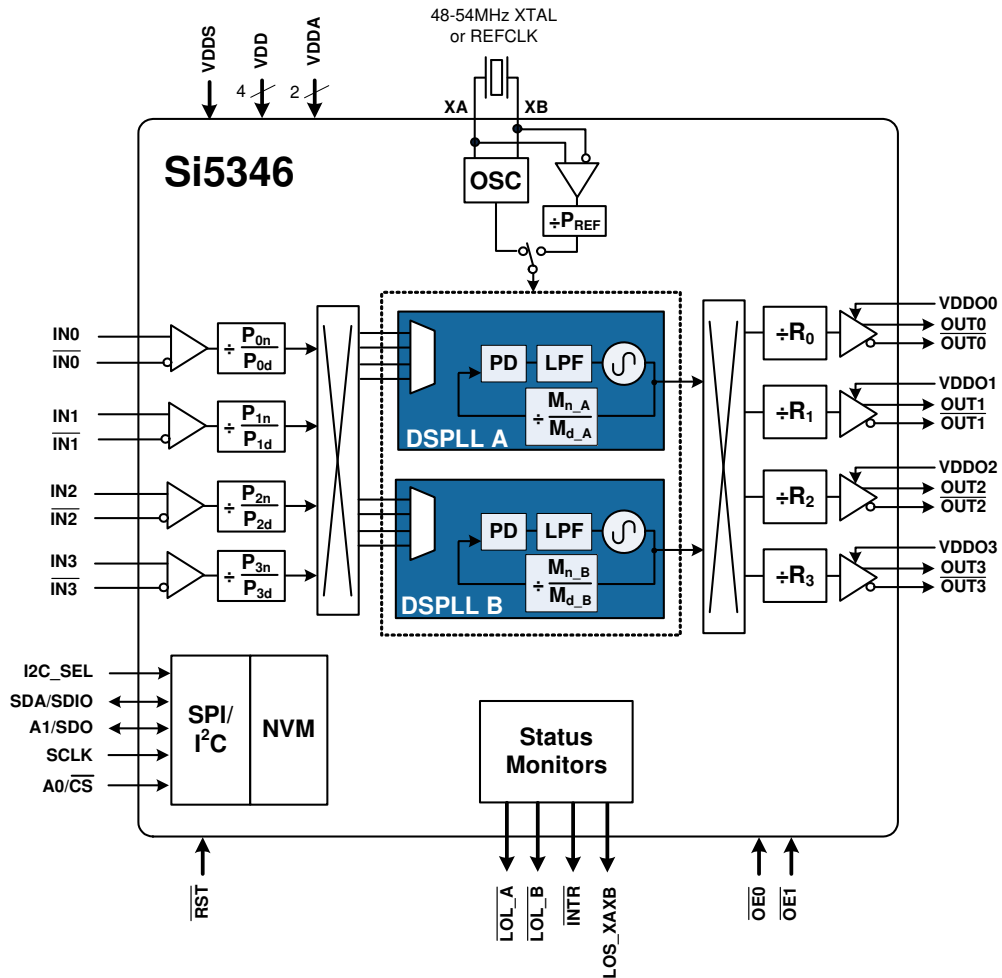 48-54MHz XTAL
or REFCLK
VDDS
VDD
VDDA
4
2
XA
XB
Si5346
OSC
÷PREF
IN0
IN0
÷ P0n
P0d
IN1
IN1
÷ P1n
P1d
IN2
IN2
÷ P2n
P2d
IN3
IN3
÷ P3n
P3d
PD
LPF
÷ Mn_A
Md_A
DSPLL A
PD
LPF
÷ Mn_B
Md_B
DSPLL B
÷R0
VDDO0
OUT0
OUT0
÷R1
VDDO1
OUT1
OUT1
÷R2
VDDO2
OUT2
OUT2
÷R3
VDDO3
OUT3
OUT3
I2C_SEL
SDA/SDIO
A1/SDO
SCLK
A0/CS
SPI/
I²C
NVM
Status
Monitors
RST
LOL_A
LOL_B
INTR
LOS_XAXB
OE0
OE1